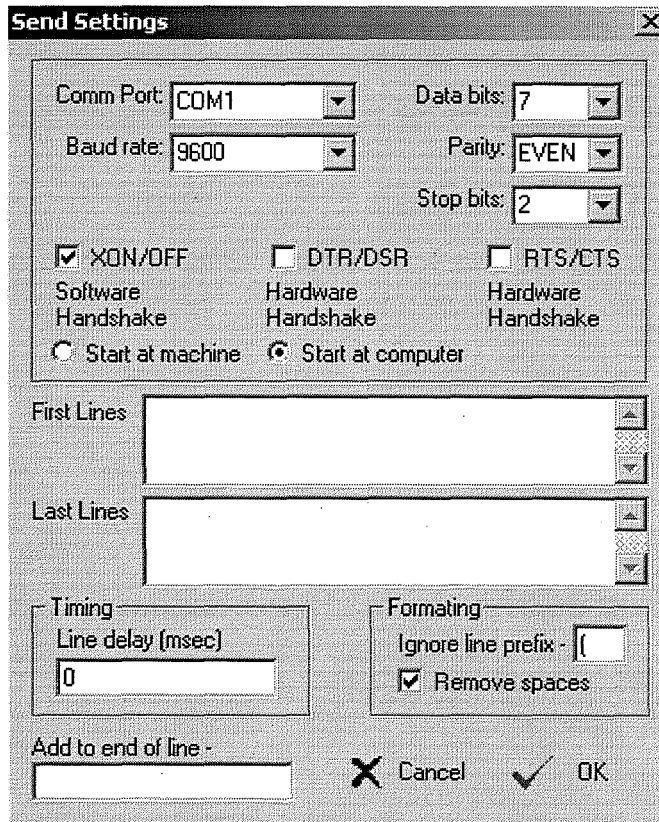 Send Settings
Comm Port: COM1 Data bits: 7
Baud rate: 9600 Parity: EVEN
Stop bits: 2
XON/OFF DTR/DSR RTS/CTS
Software Hardware Hardware
Handshake Handshake Handshake
Start at machine Start at computer
First Lines
Last Lines
Timing Formating
Line delay (msec) Ignore line prefix - (
0 Remove spaces
Add to end of line -
Cancel OK